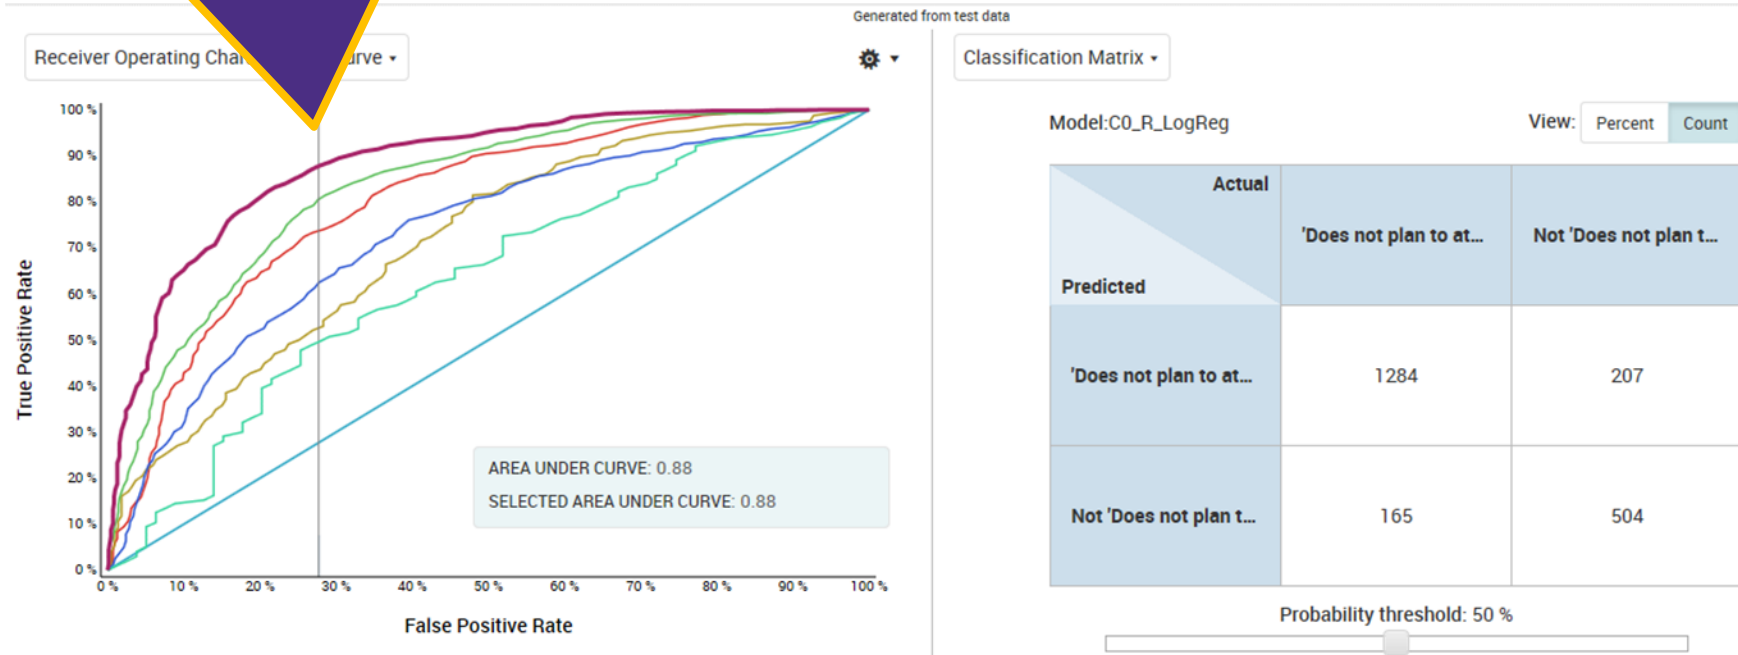 Generated from test data
Receiver Operating Char
rve
Classification Matrix
100 %
90 %
80 %
70 %
60 %
50 %
40 %
30 %
20 %
10 %
0 %
True Positive Rate
AREA UNDER CURVE: 0.88
SELECTED AREA UNDER CURVE: 0.88
0 %
10 %
20 %
30 %
40 %
50 %
60 %
70 %
80 %
90 %
100 %
False Positive Rate
Model:C0_R_LogReg
View:
Percent
Count
Actual
Predicted
'Does not plan to at...
Not 'Does not plan t...
'Does not plan to at...
1284
207
Not 'Does not plan t...
165
504
Probability threshold: 50 %